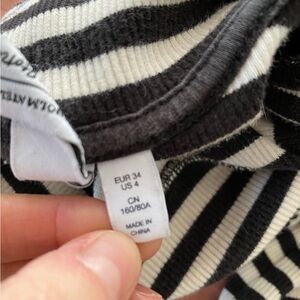 EUR 34
US 4
CN
160/80A
MADE IN
CHINA